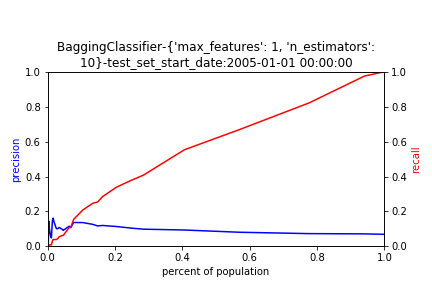 BaggingClassifier-{'max_features': 1, 'n_estimators':
10}-test_set_start_date:2005-01-01 00:00:00
1.0
0.8
0.6
0.4
0.2
0.0
precision
0.0 0.2 0.4 0.6 0.8 1.0
percent of population
1.0
0.8
0.6
0.4
0.2
0.0
recall